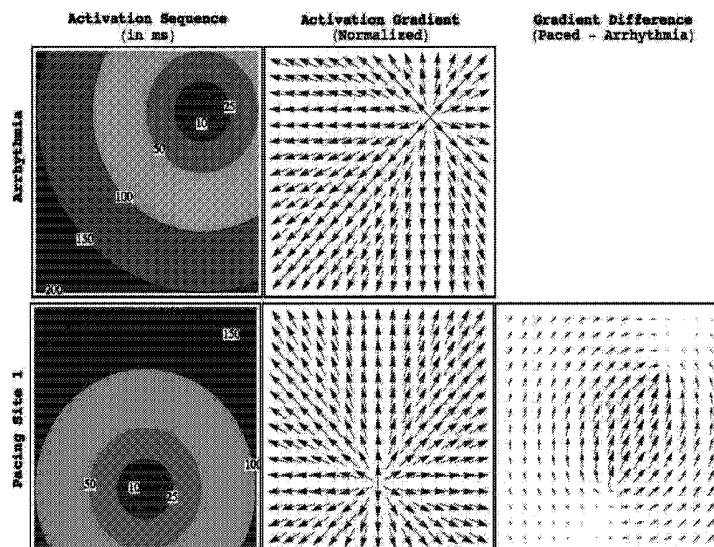 Activation Sequence
(in ms)
Activation Gradient
(Normalized)
Gradient Difference
(Paced - Arrhythmia)
Arrhythmia
25
10
50
100
150
200
Pacing Site 1
150
100
50
10
25